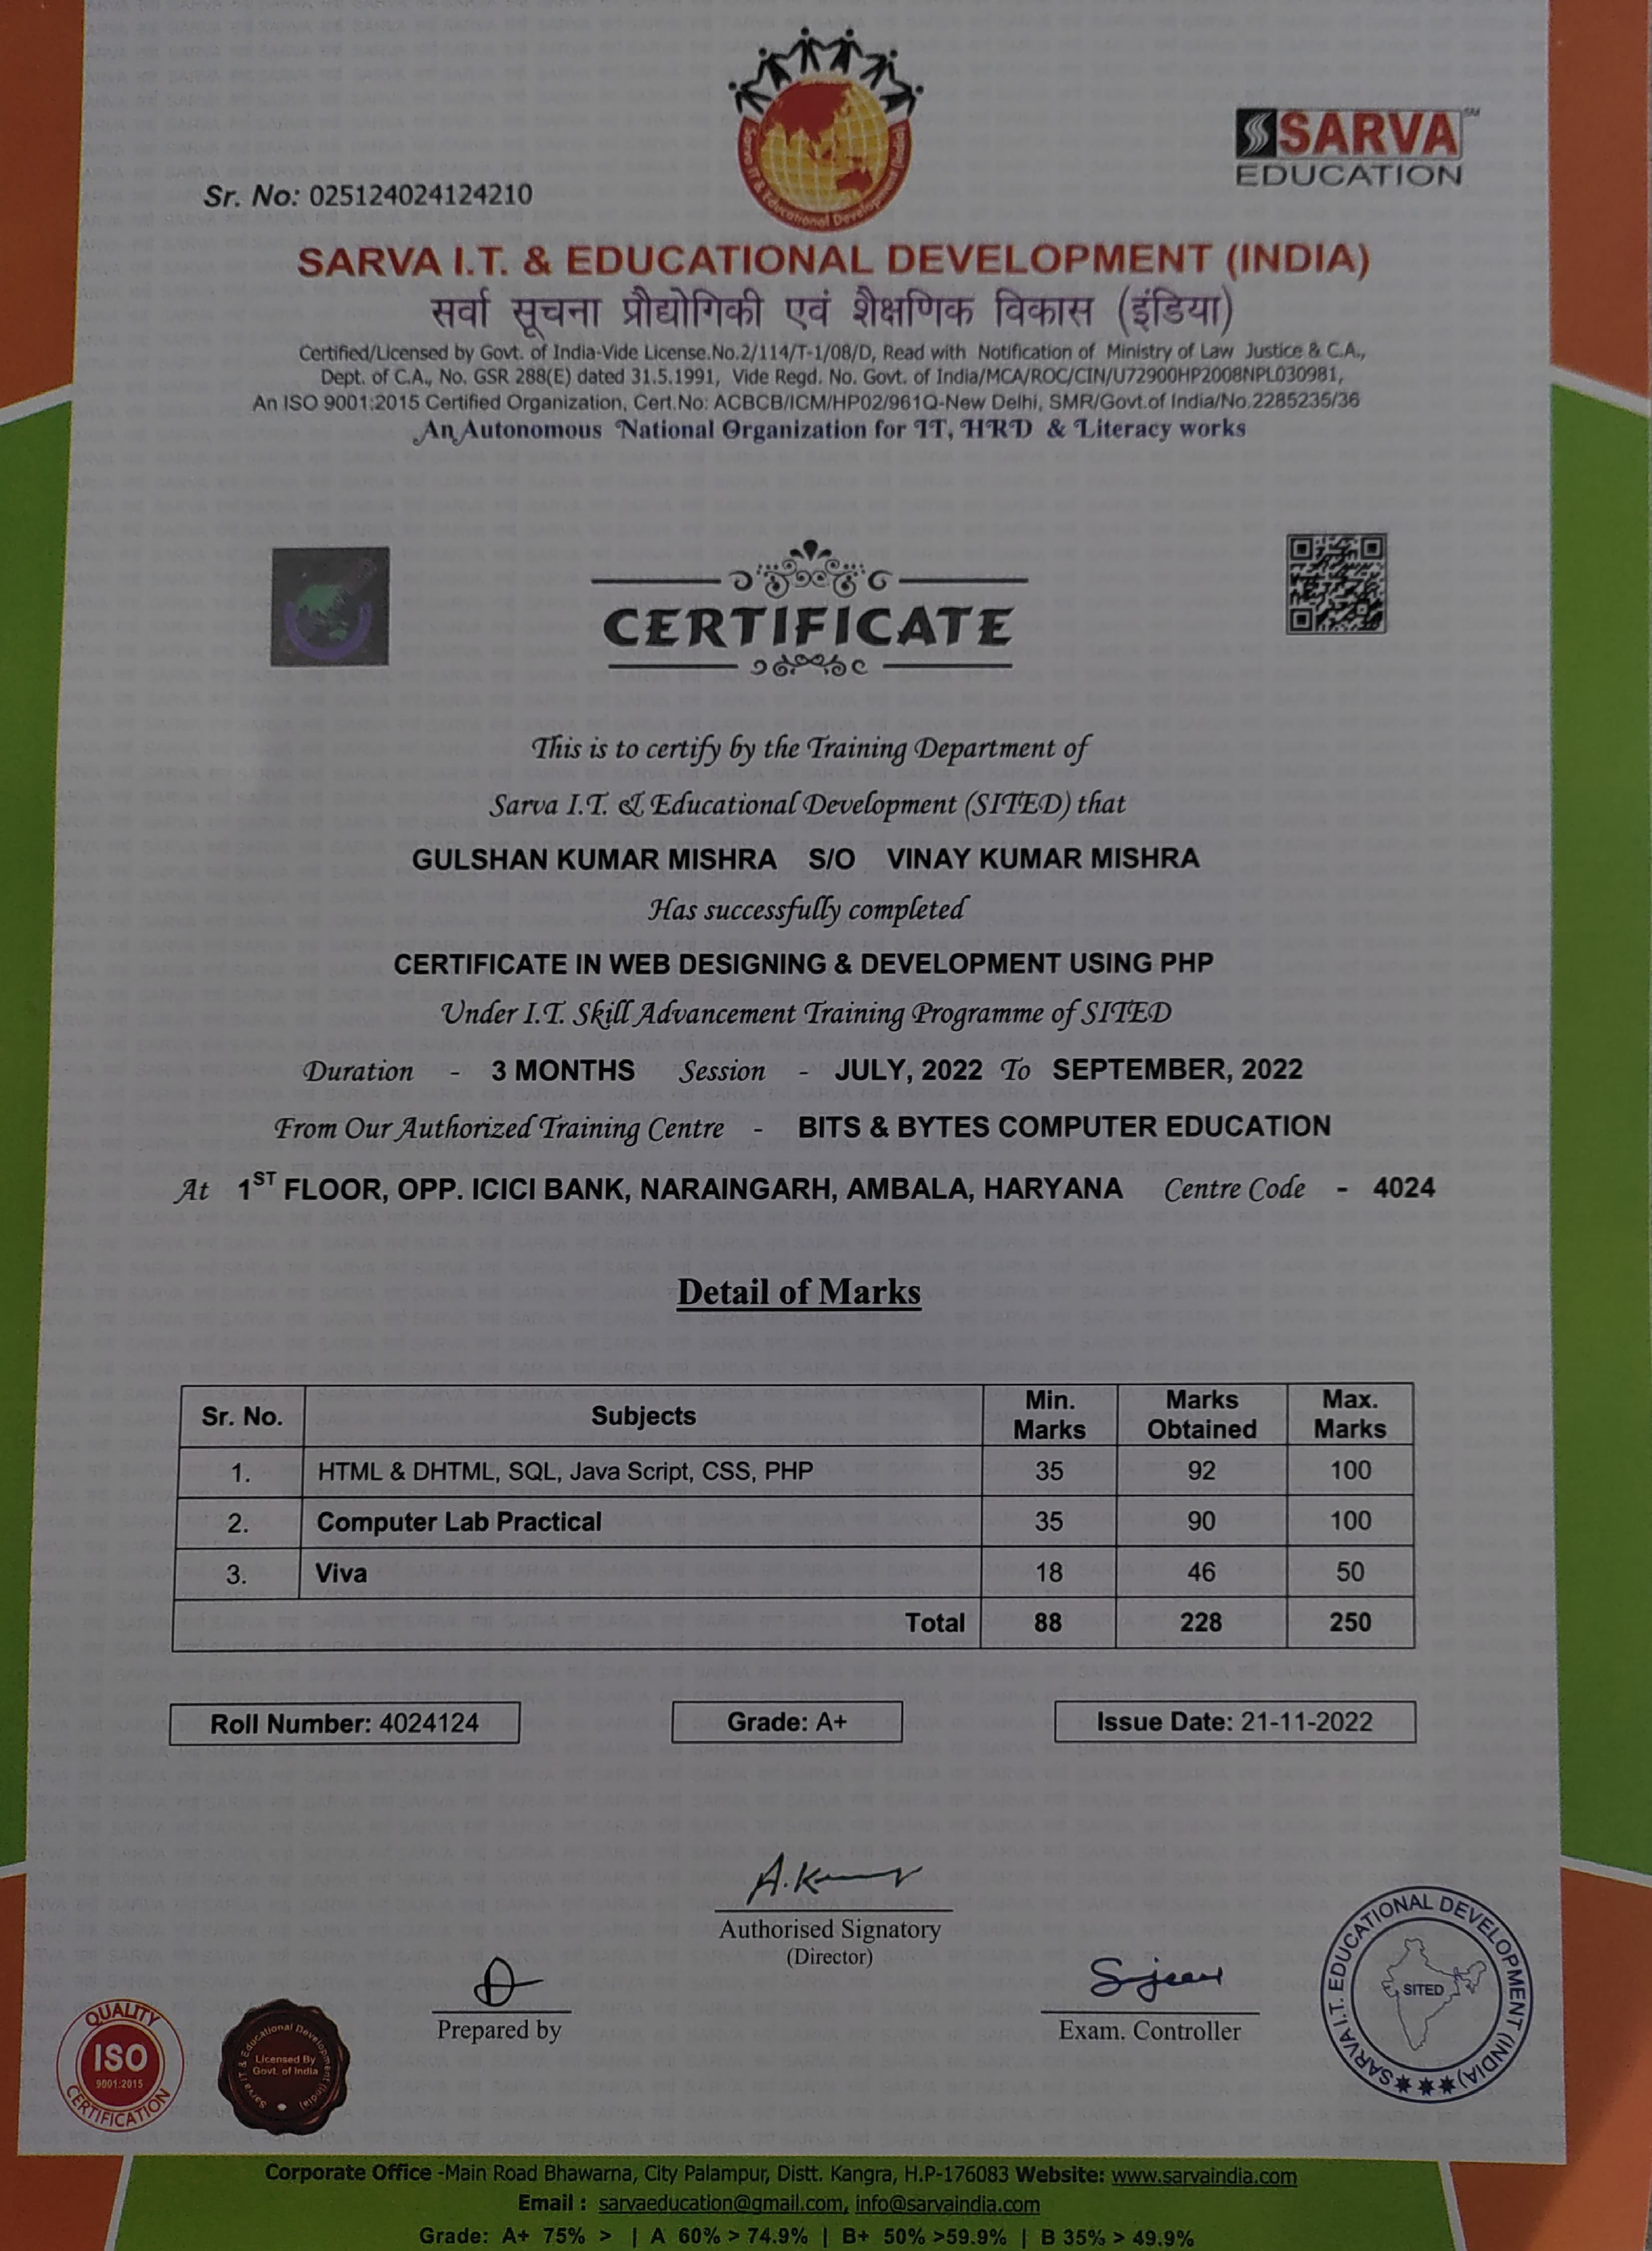 Sarva IT & Educational Development (India)
SARVA SM
EDUCATION
Sr. No: 025124024124210
SARVA I.T. & EDUCATIONAL DEVELOPMENT (INDIA)
सर्वा सूचना प्रौद्योगिकी एवं शैक्षणिक विकास (इंडिया)
Certified/Licensed by Govt. of India-Vide License.No.2/114/T-1/08/D, Read with Notification of Ministry of Law Justice & C.A.,
Dept. of C.A., No. GSR 288(E) dated 31.5.1991, Vide Regd. No. Govt. of India/MCA/ROC/CIN/U72900HP2008NPL030981,
An ISO 9001:2015 Certified Organization, Cert.No: ACBCB/ICM/HP02/961Q-New Delhi, SMR/Govt.of India/No.2285235/36
An Autonomous National Organization for IT, HRD & Literacy works
CERTIFICATE
This is to certify by the Training Department of
Sarva I.T. & Educational Development (SITED) that
GULSHAN KUMAR MISHRA S/O VINAY KUMAR MISHRA
Has successfully completed
CERTIFICATE IN WEB DESIGNING & DEVELOPMENT USING PHP
Under I.T. Skill Advancement Training Programme of SITED
Duration - 3 MONTHS Session - JULY, 2022 To SEPTEMBER, 2022
From Our Authorized Training Centre - BITS & BYTES COMPUTER EDUCATION
At 1ST FLOOR, OPP. ICICI BANK, NARAINGARH, AMBALA, HARYANA Centre Code - 4024
Detail of Marks
Sr. No. Subjects Min. Marks Marks Obtained Max. Marks
1. HTML & DHTML, SQL, Java Script, CSS, PHP 35 92 100
2. Computer Lab Practical 35 90 100
3. Viva 18 46 50
Total 88 228 250
Roll Number: 4024124 Grade: A+ Issue Date: 21-11-2022
A.Kumar
Authorised Signatory
(Director)
Prepared by
Exam. Controller
QUALITY
ISO
9001:2015
CERTIFICATION
Sarva IT & Educational Development (India)
Licensed By
Govt. of India
SARVA I.T. EDUCATIONAL DEVELOPMENT (INDIA)
SITED
Corporate Office -Main Road Bhawarna, City Palampur, Distt. Kangra, H.P-176083 Website: www.sarvaindia.com
Email : sarvaeducation@gmail.com, info@sarvaindia.com
Grade: A+ 75% > | A 60% > 74.9% | B+ 50% >59.9% | B 35% > 49.9%